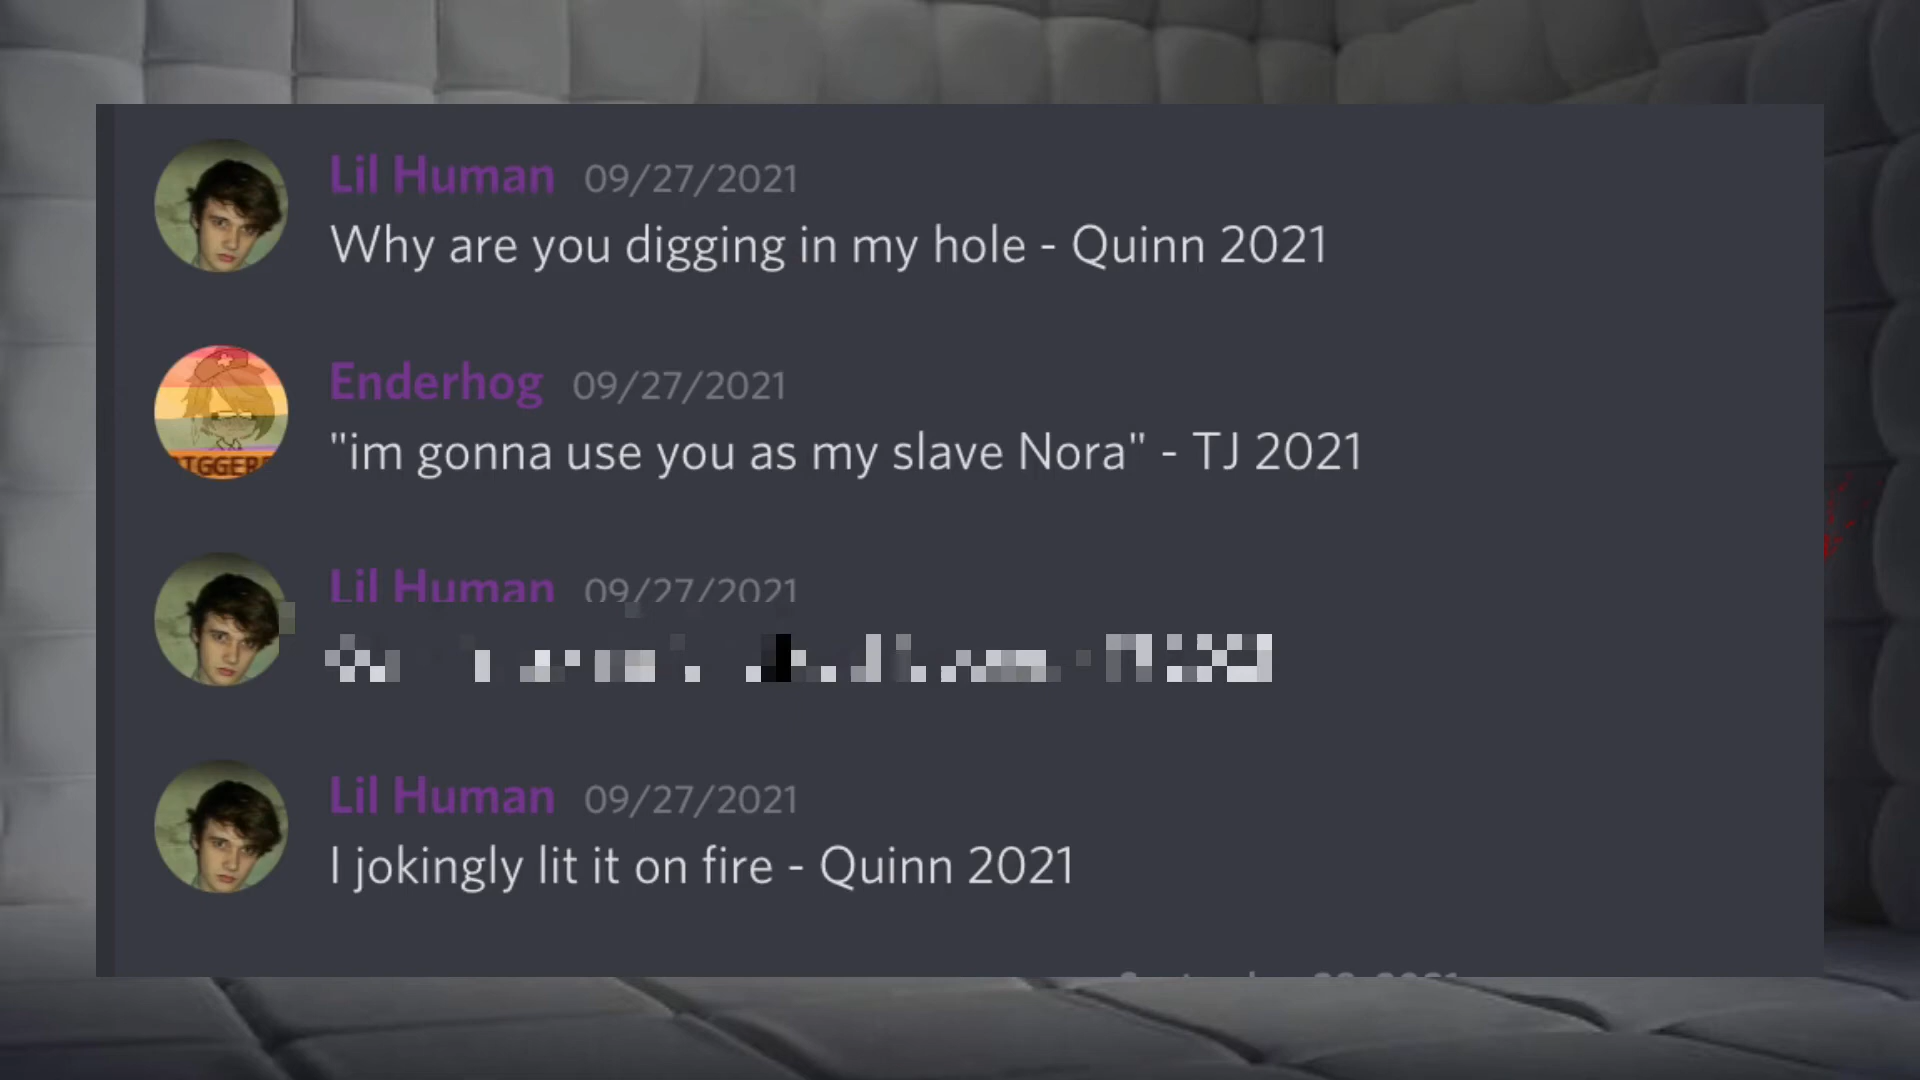 Lil Human 09/27/2021
Why are you digging in my hole - Quinn 2021
Enderhog 09/27/2021
"im gonna use you as my slave Nora" - TJ 2021
Lil Human 09/27/2021
Lil Human 09/27/2021
I jokingly lit it on fire - Quinn 2021